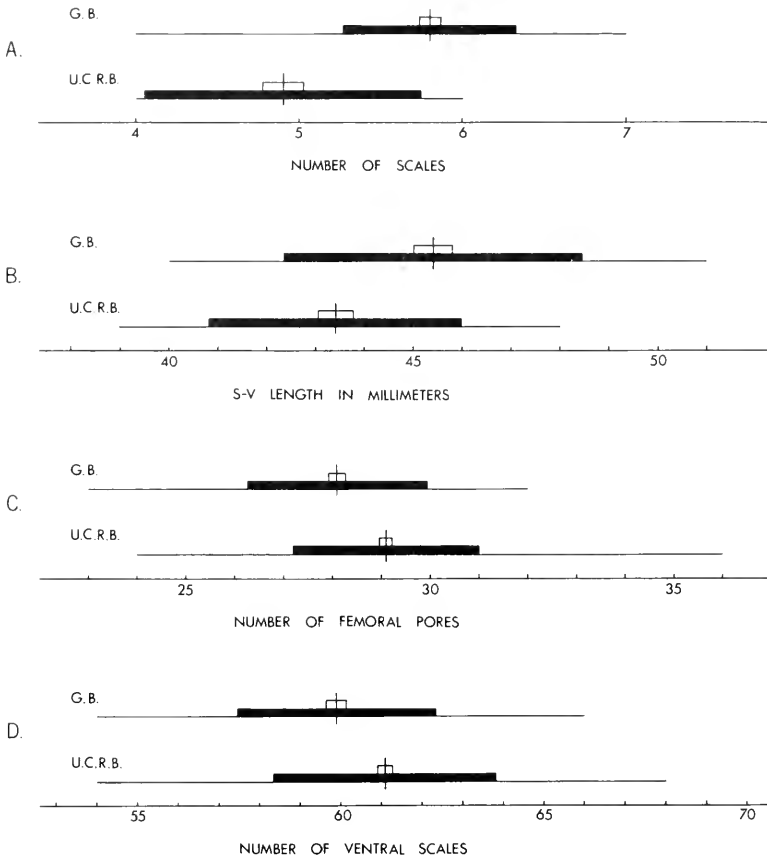 G.B.
A.
U.C R.B.
4 5 6 7
NUMBER OF SCALES
G.B.
B.
U.C.R.B.
40 45 50
S-V LENGTH IN MILLIMETERS
G.B.
C.
U.C.R.B.
25 30 35
NUMBER OF FEMORAL PORES
G.B.
D.
U.C.R.B.
55 60 65 70
NUMBER OF VENTRAL SCALES